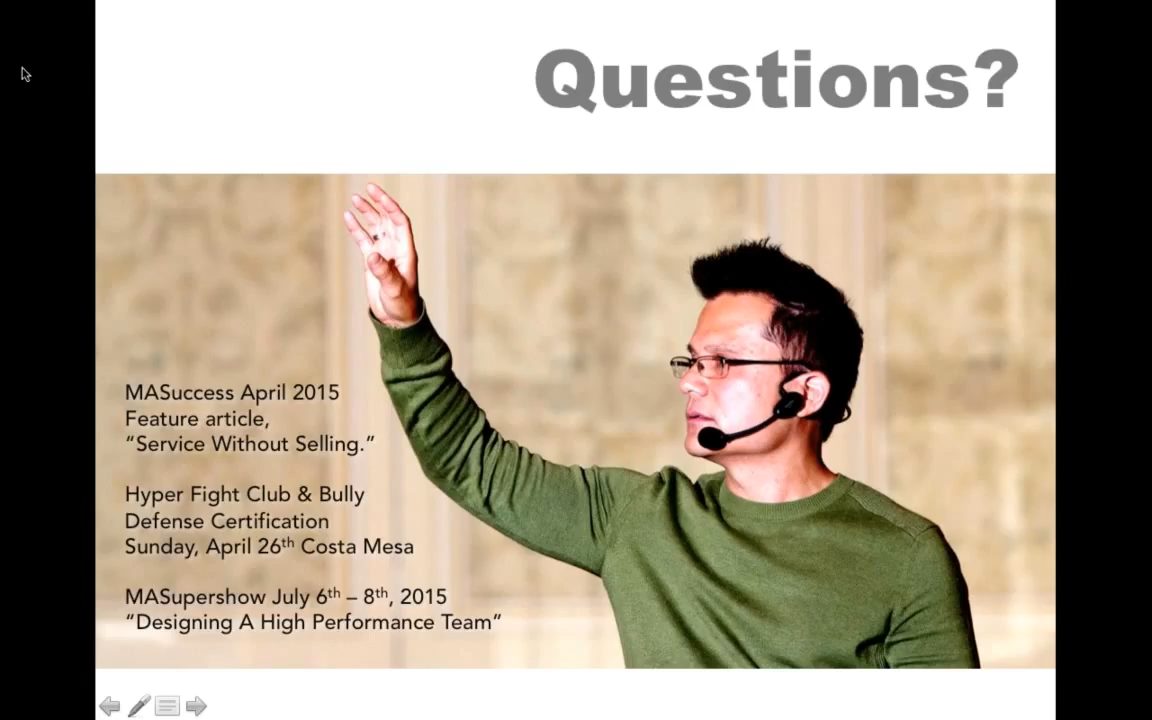 Questions?
MASuccess April 2015
Feature article,
“Service Without Selling.”
Hyper Fight Club & Bully
Defense Certification
Sunday, April 26th Costa Mesa
MASupershow July 6th – 8th, 2015
“Designing A High Performance Team”